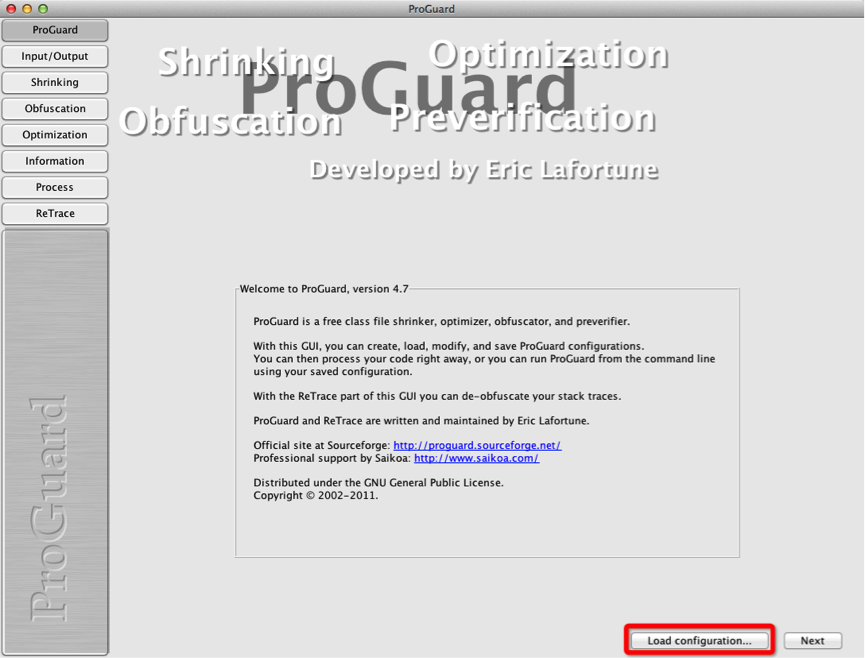 ProGuard
ProGuard
Input/Output
Shrinking
Obfuscation
Optimization
Information
Process
ReTrace
ProGuard
Shrinking
Optimization
ProGuard
Obfuscation
Preverification
Developed by Eric Lafortune
Welcome to ProGuard, version 4.7
ProGuard is a free class file shrinker, optimizer, obfuscator, and preverifier.
With this GUI, you can create, load, modify, and save ProGuard configurations.
You can then process your code right away, or you can run ProGuard from the command line
using your saved configuration.
With the ReTrace part of this GUI you can de-obfuscate your stack traces.
ProGuard and ReTrace are written and maintained by Eric Lafortune.
Official site at Sourceforge: http://proguard.sourceforge.net/
Professional support by Saikoa: http://www.saikoa.com/
Distributed under the GNU General Public License.
Copyright © 2002-2011.
Load configuration...
Next